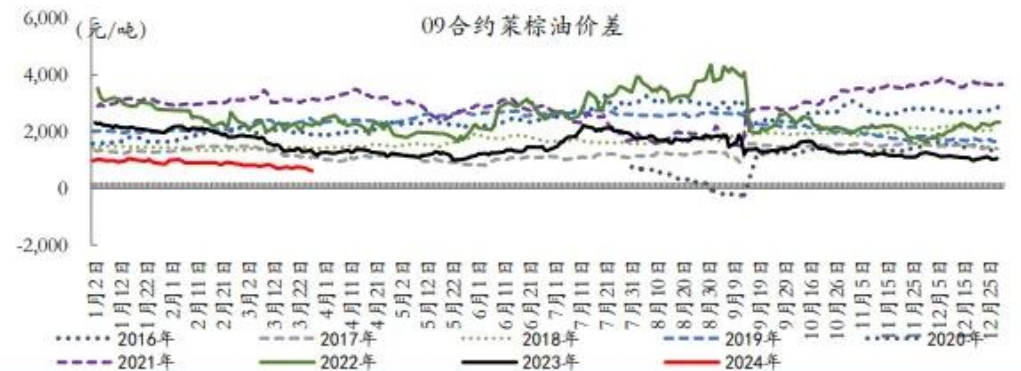 09合约菜棕油价差
(元/吨)
6,000
4,000
2,000
0
-2,000
1月2日
1月12日
1月22日
2月1日
2月11日
2月21日
3月2日
3月12日
3月22日
4月1日
4月11日
4月21日
5月2日
5月12日
5月22日
6月1日
6月11日
6月21日
7月1日
7月11日
7月21日
7月31日
8月10日
8月20日
8月30日
9月9日
9月19日
9月29日
10月16日
10月26日
11月5日
11月15日
11月25日
12月5日
12月15日
12月25日
2016年 2017年 2018年 2019年 2020年
2021年 2022年 2023年 2024年